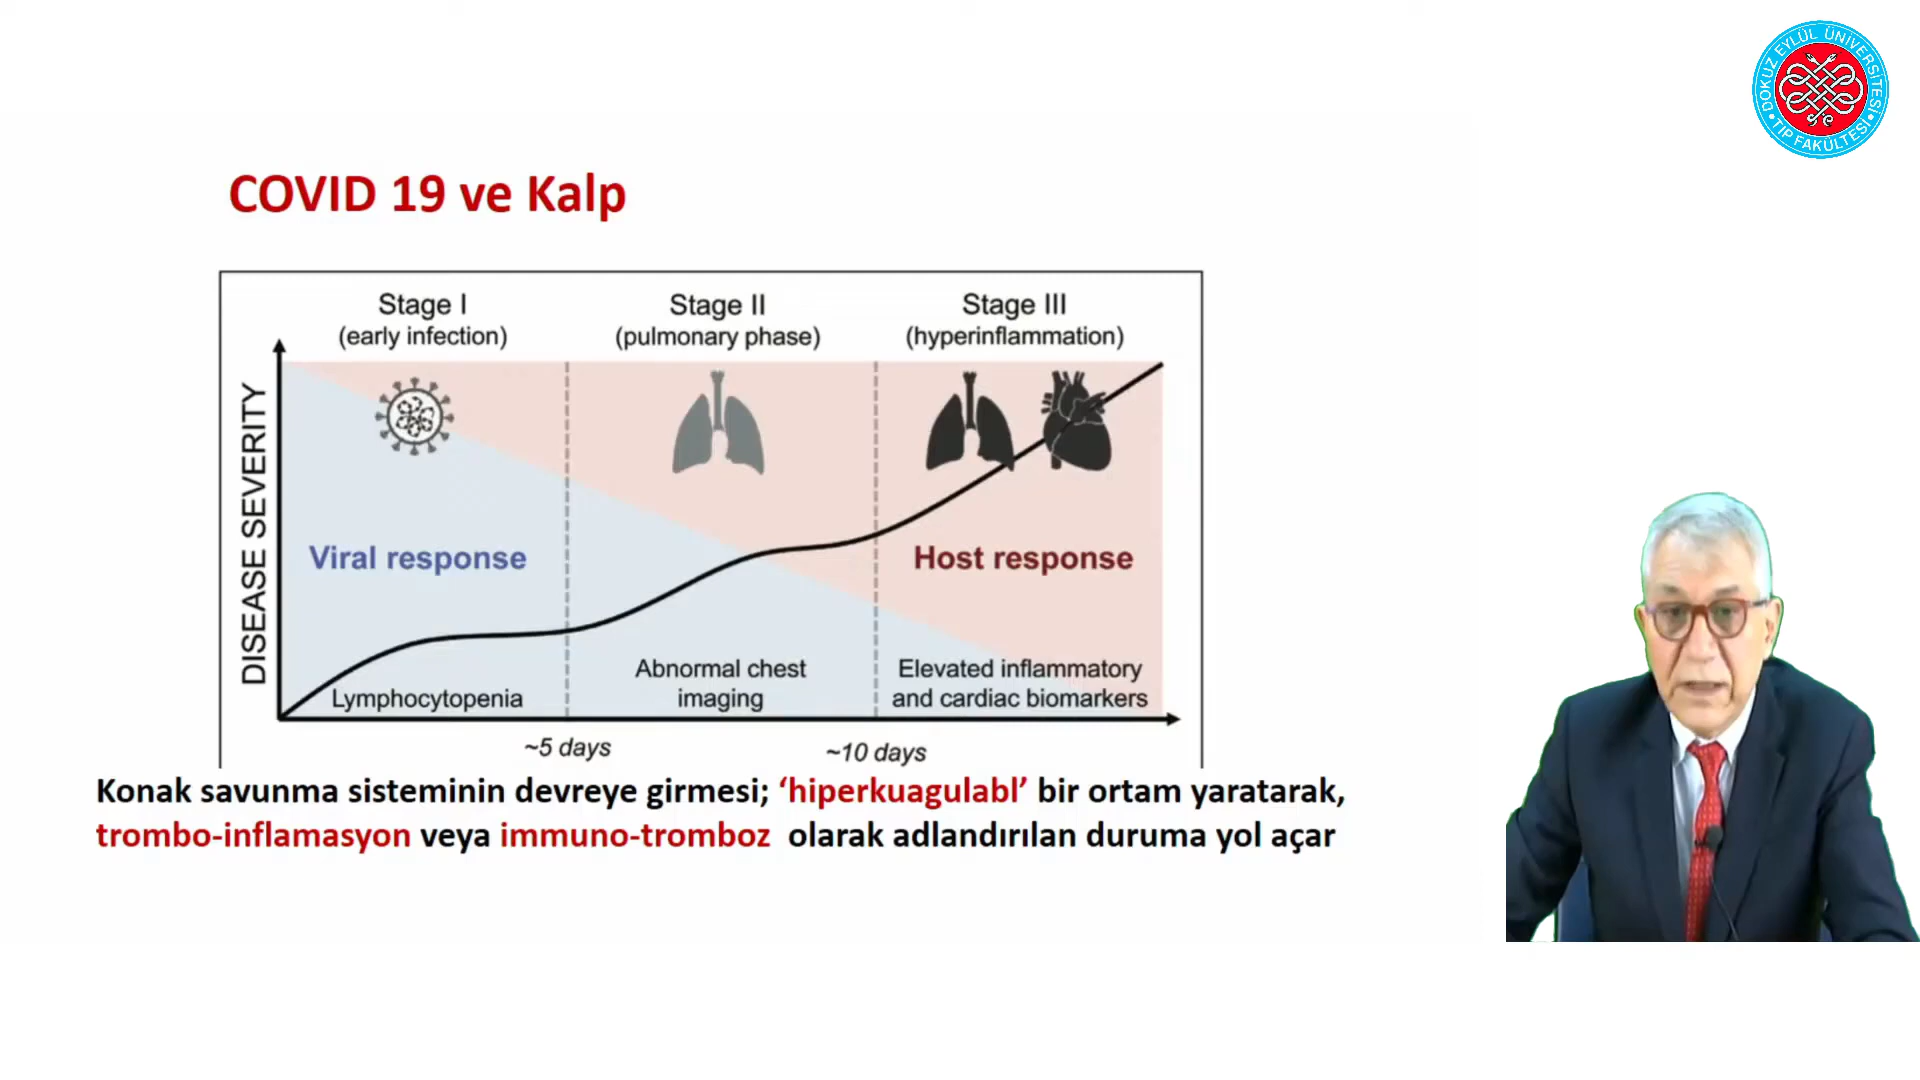 DOKUZ EYLÜL ÜNİVERSİTESİ
• TIP FAKÜLTESİ •
COVID 19 ve Kalp
Stage I
(early infection)
Stage II
(pulmonary phase)
Stage III
(hyperinflammation)
DISEASE SEVERITY
Viral response
Host response
Lymphocytopenia
Abnormal chest
imaging
Elevated inflammatory
and cardiac biomarkers
~5 days
~10 days
Konak savunma sisteminin devreye girmesi; ‘hiperkuagulabl’ bir ortam yaratarak,
trombo-inflamasyon veya immuno-tromboz olarak adlandırılan duruma yol açar